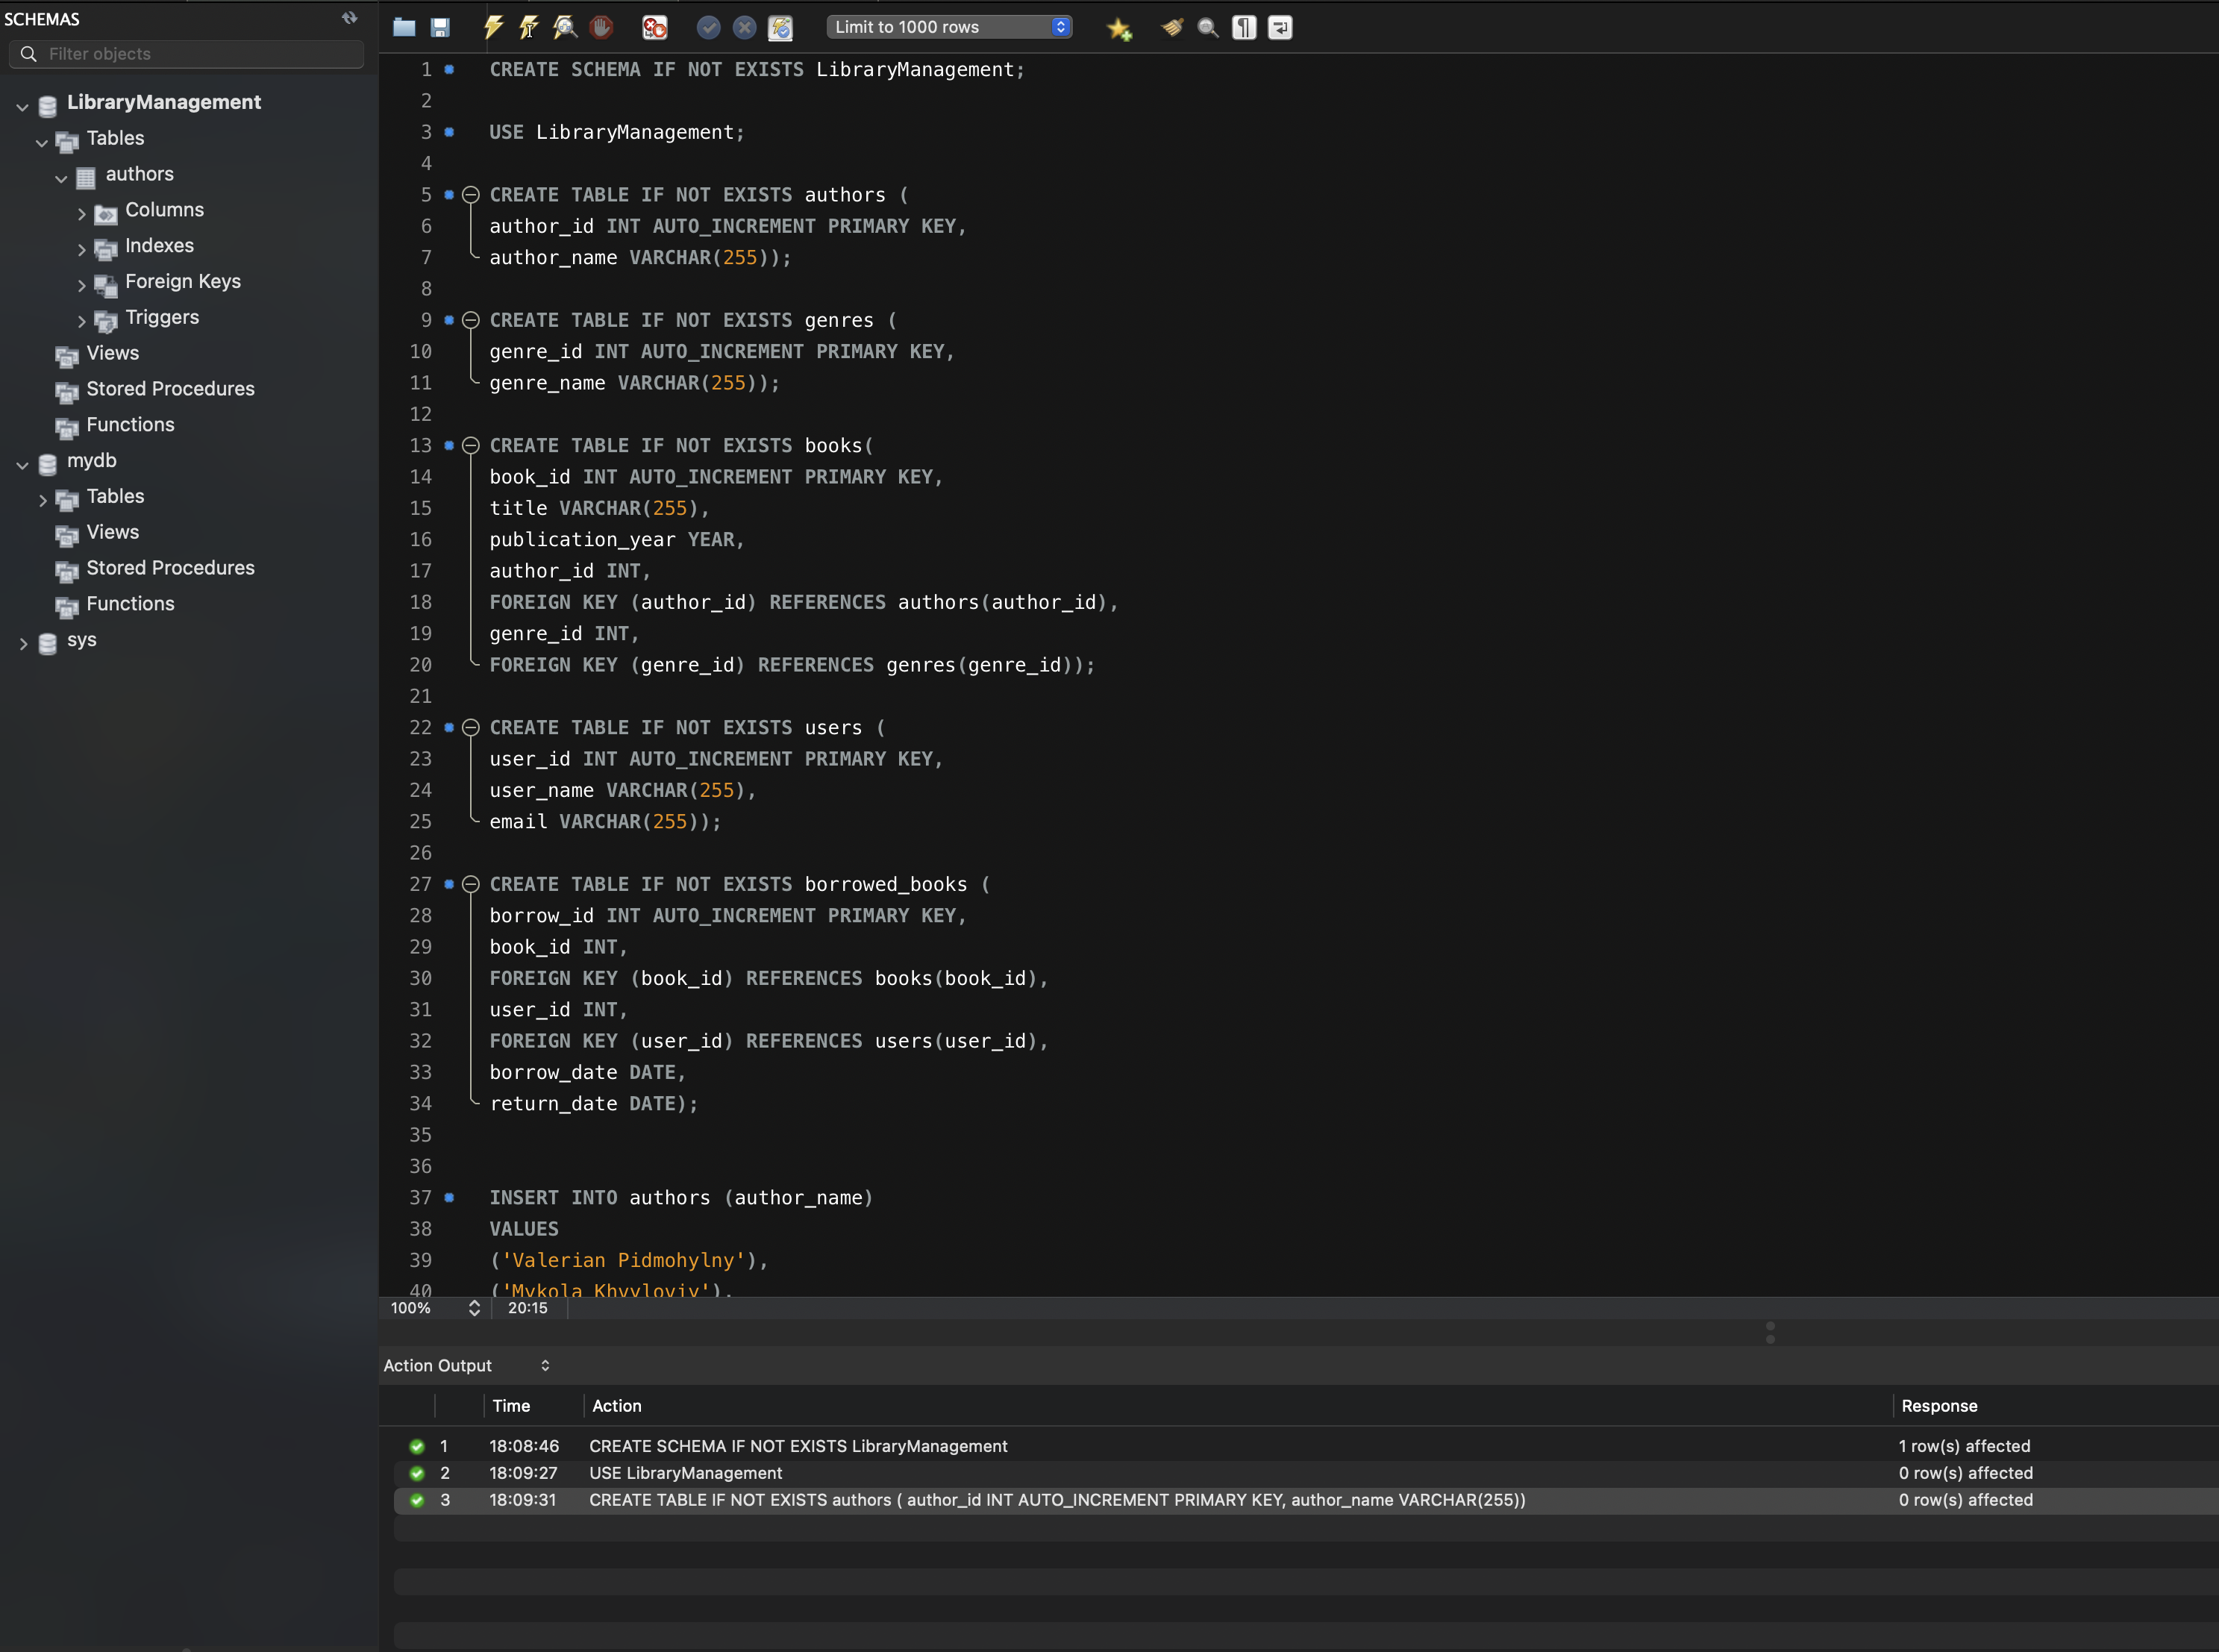 SCHEMAS
Filter objects
LibraryManagement
Tables
authors
Columns
Indexes
Foreign Keys
Triggers
Views
Stored Procedures
Functions
mydb
Tables
Views
Stored Procedures
Functions
sys
Limit to 1000 rows
1 CREATE SCHEMA IF NOT EXISTS LibraryManagement;
2
3 USE LibraryManagement;
4
5 CREATE TABLE IF NOT EXISTS authors (
6 author_id INT AUTO_INCREMENT PRIMARY KEY,
7 author_name VARCHAR(255));
8
9 CREATE TABLE IF NOT EXISTS genres (
10 genre_id INT AUTO_INCREMENT PRIMARY KEY,
11 genre_name VARCHAR(255));
12
13 CREATE TABLE IF NOT EXISTS books(
14 book_id INT AUTO_INCREMENT PRIMARY KEY,
15 title VARCHAR(255),
16 publication_year YEAR,
17 author_id INT,
18 FOREIGN KEY (author_id) REFERENCES authors(author_id),
19 genre_id INT,
20 FOREIGN KEY (genre_id) REFERENCES genres(genre_id));
21
22 CREATE TABLE IF NOT EXISTS users (
23 user_id INT AUTO_INCREMENT PRIMARY KEY,
24 user_name VARCHAR(255),
25 email VARCHAR(255));
26
27 CREATE TABLE IF NOT EXISTS borrowed_books (
28 borrow_id INT AUTO_INCREMENT PRIMARY KEY,
29 book_id INT,
30 FOREIGN KEY (book_id) REFERENCES books(book_id),
31 user_id INT,
32 FOREIGN KEY (user_id) REFERENCES users(user_id),
33 borrow_date DATE,
34 return_date DATE);
35
36
37 INSERT INTO authors (author_name)
38 VALUES
39 ('Valerian Pidmohylny'),
40 ('Mykola Khvyloviy'),
100% 20:15
Action Output
Time Action Response
1 18:08:46 CREATE SCHEMA IF NOT EXISTS LibraryManagement 1 row(s) affected
2 18:09:27 USE LibraryManagement 0 row(s) affected
3 18:09:31 CREATE TABLE IF NOT EXISTS authors ( author_id INT AUTO_INCREMENT PRIMARY KEY, author_name VARCHAR(255)) 0 row(s) affected